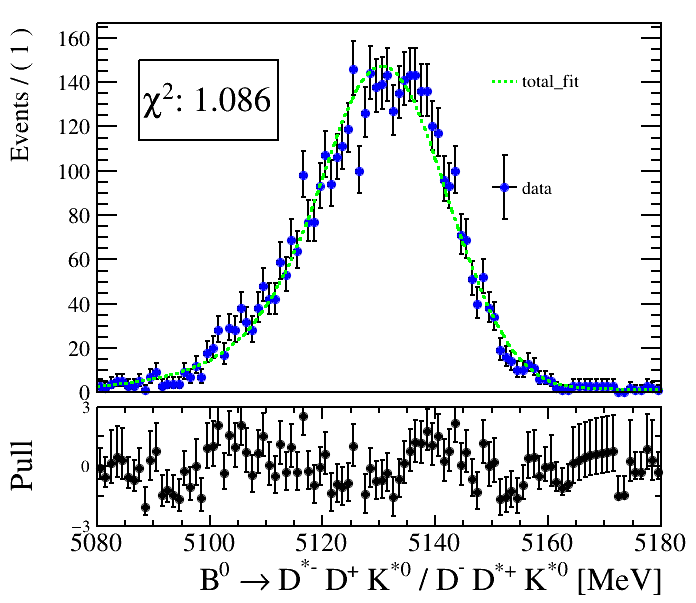 Events / ( 1 )
160
140
120
100
80
60
40
20
0
χ²: 1.086
total_fit
data
Pull
3
0
−3
5080 5100 5120 5140 5160 5180
B⁰ → D*⁻ D⁺ K*⁰ / D⁻ D*⁺ K*⁰ [MeV]